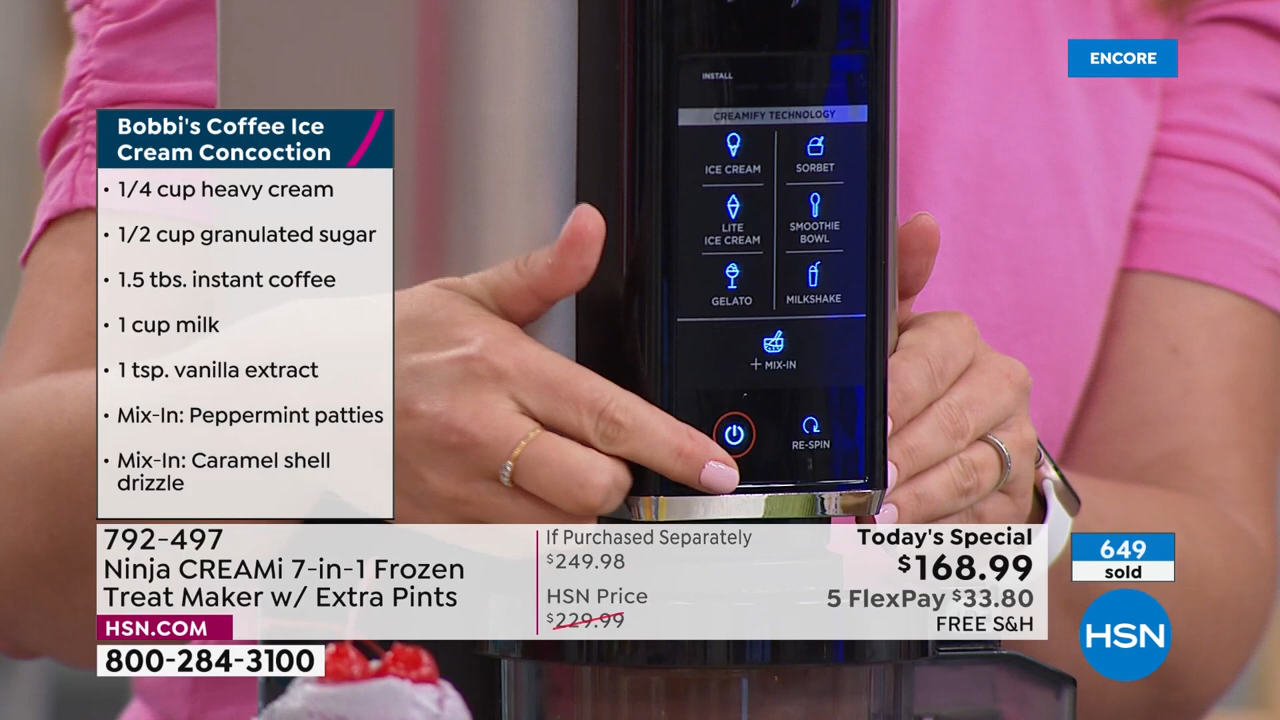 ENCORE
INSTALL
CREAMIFY TECHNOLOGY
ICE CREAM
SORBET
LITE
ICE CREAM
SMOOTHIE
BOWL
GELATO
MILKSHAKE
+ MIX-IN
RE-SPIN
Bobbi's Coffee Ice
Cream Concoction
• 1/4 cup heavy cream
• 1/2 cup granulated sugar
• 1.5 tbs. instant coffee
• 1 cup milk
• 1 tsp. vanilla extract
• Mix-In: Peppermint patties
• Mix-In: Caramel shell
drizzle
792-497
Ninja CREAMi 7-in-1 Frozen
Treat Maker w/ Extra Pints
HSN.COM
800-284-3100
If Purchased Separately
$249.98
HSN Price
$229.99
Today's Special
$168.99
5 FlexPay $33.80
FREE S&H
649
sold
HSN